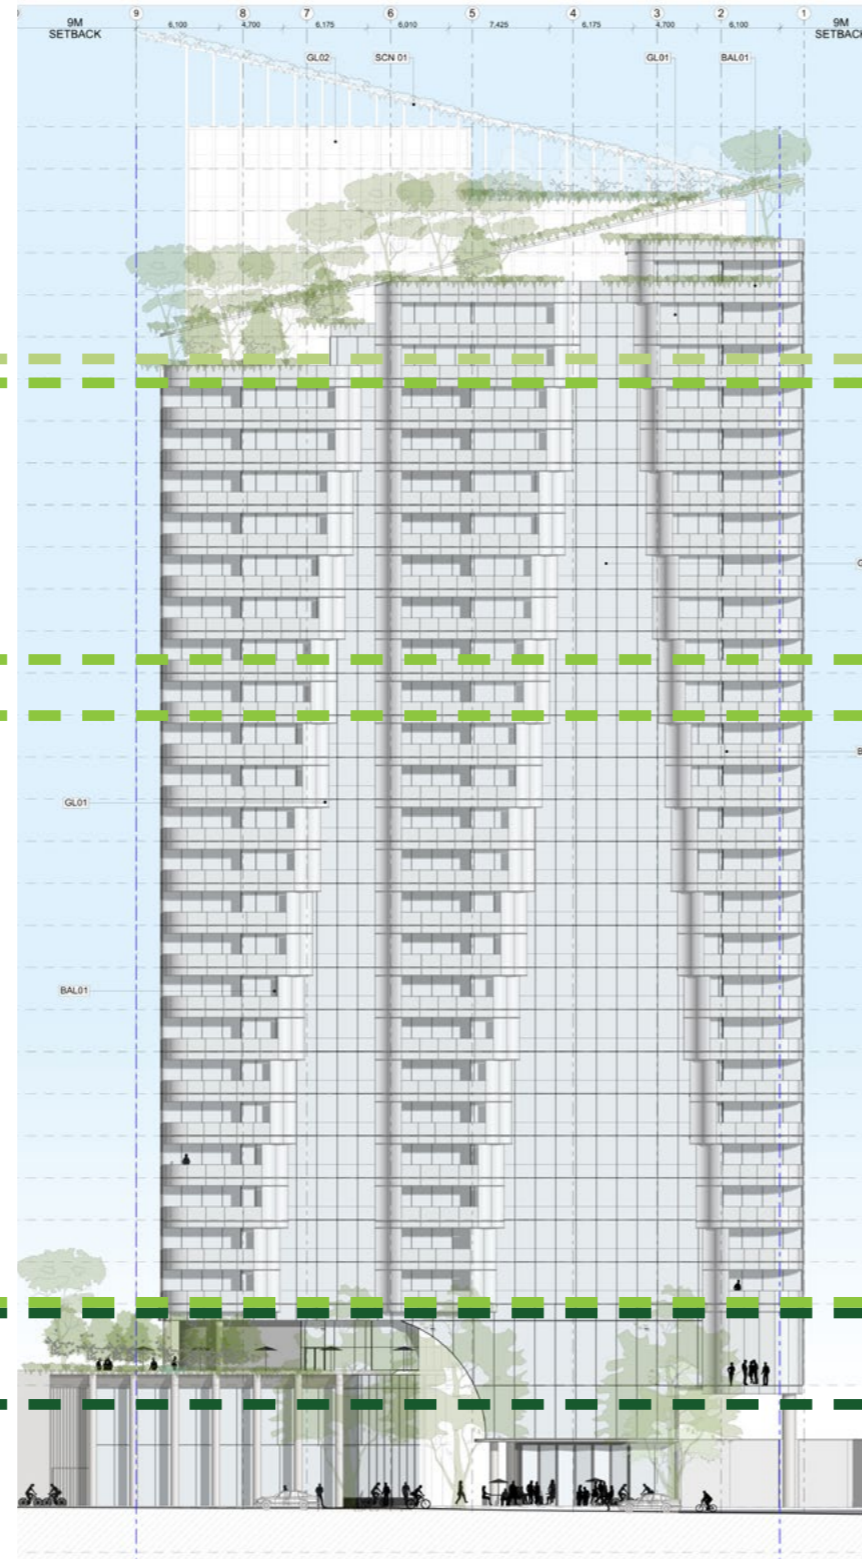 9 8 7 6 5 4 3 2 1
9M
SETBACK
6,100 4,700 6,175 6,010 7,425 6,175 4,700 6,100
9M
SETBACK
GL02 SCN 01 GL01 BAL01
GL01
BAL01